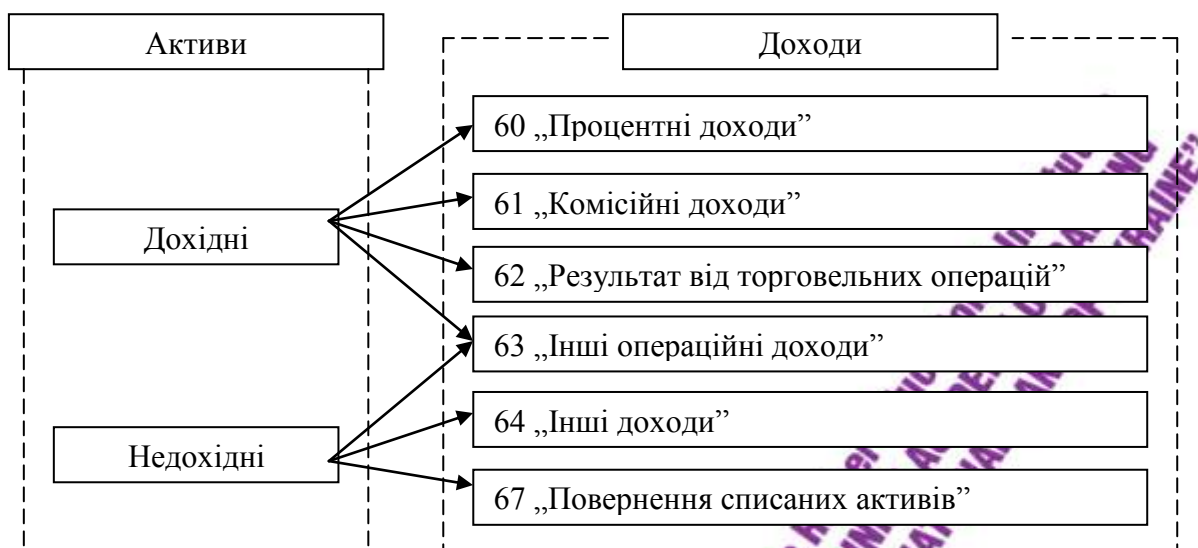 Активи
Доходи
60 „Процентні доходи”
61 „Комісійні доходи”
Дохідні
62 „Результат від торговельних операцій”
63 „Інші операційні доходи”
64 „Інші доходи”
Недохідні
67 „Повернення списаних активів”